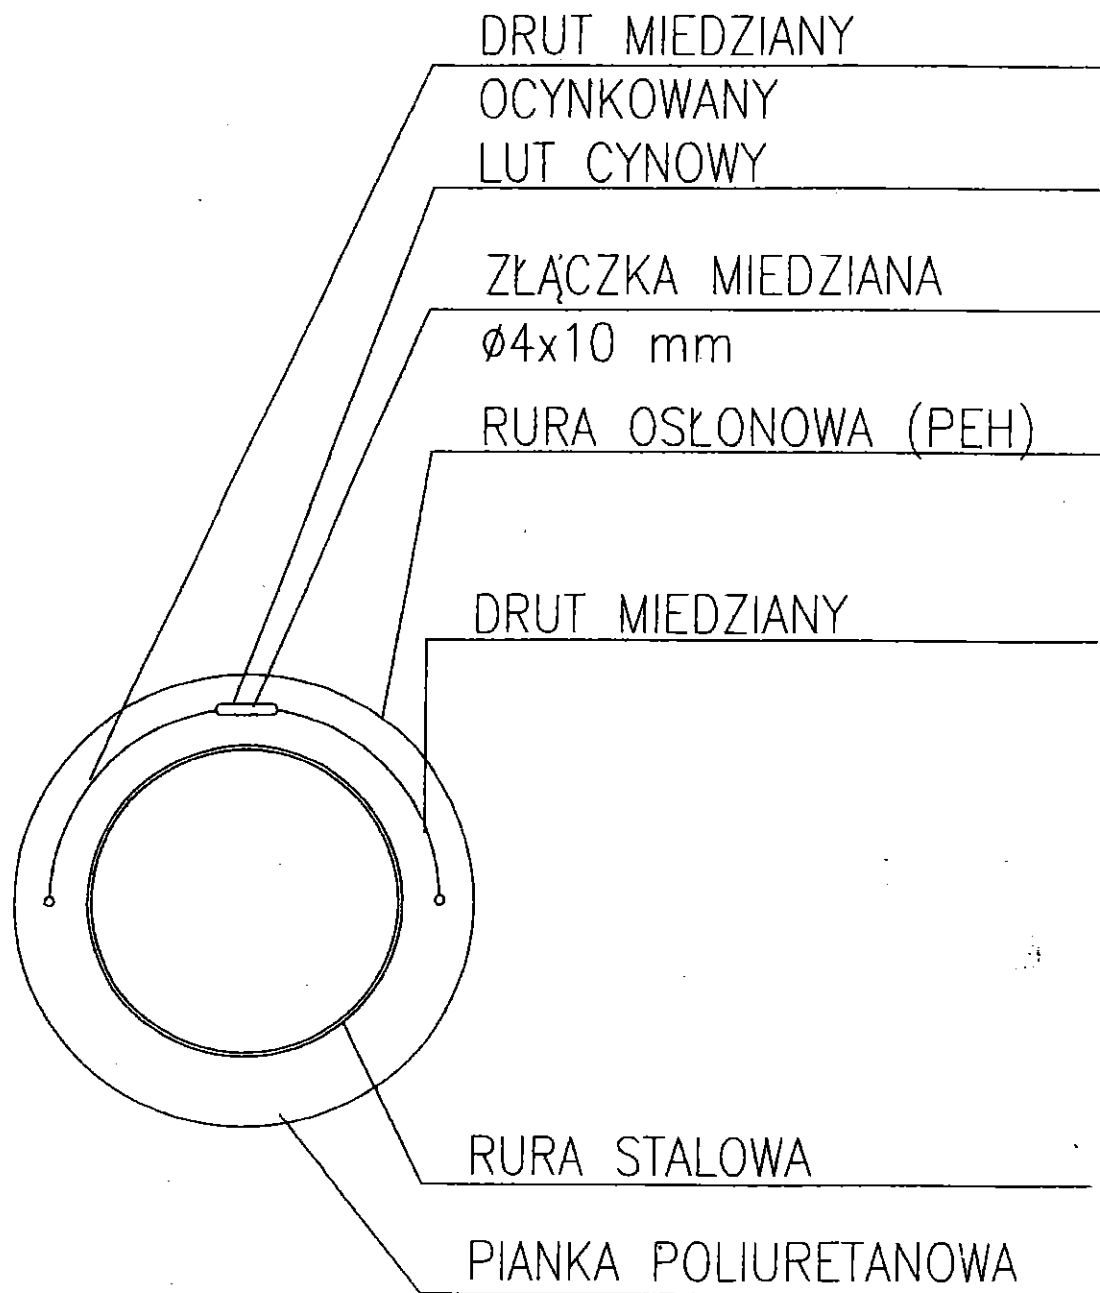 DRUT MIEDZIANY
OCYNKOWANY
LUT CYNOWY
ZŁĄCZKA MIEDZIANA
ø4x10 mm
RURA OSŁONOWA (PEH)
DRUT MIEDZIANY
RURA STALOWA
PIANKA POLIURETANOWA